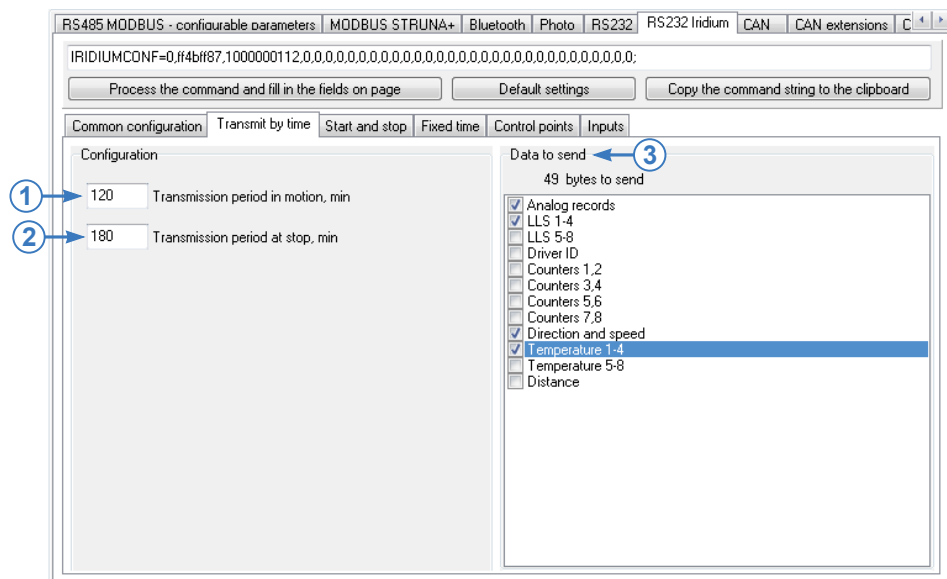 RS485 MODBUS - configurable parameters MODBUS STRUNA+ Bluetooth Photo RS232 RS232 Iridium CAN CAN extensions C
IRIDIUMCONF=0,ff4bff87,1000000112,0,0,0,0,0,0,0,0,0,0,0,0,0,0,0,0,0,0,0,0,0,0,0,0,0,0,0,0,0,0;
Process the command and fill in the fields on page Default settings Copy the command string to the clipboard
Common configuration Transmit by time Start and stop Fixed time Control points Inputs
Configuration
1 120 Transmission period in motion, min
2 180 Transmission period at stop, min
Data to send 3
49 bytes to send
Analog records
LLS 1-4
LLS 5-8
Driver ID
Counters 1,2
Counters 3,4
Counters 5,6
Counters 7,8
Direction and speed
Temperature 1-4
Temperature 5-8
Distance